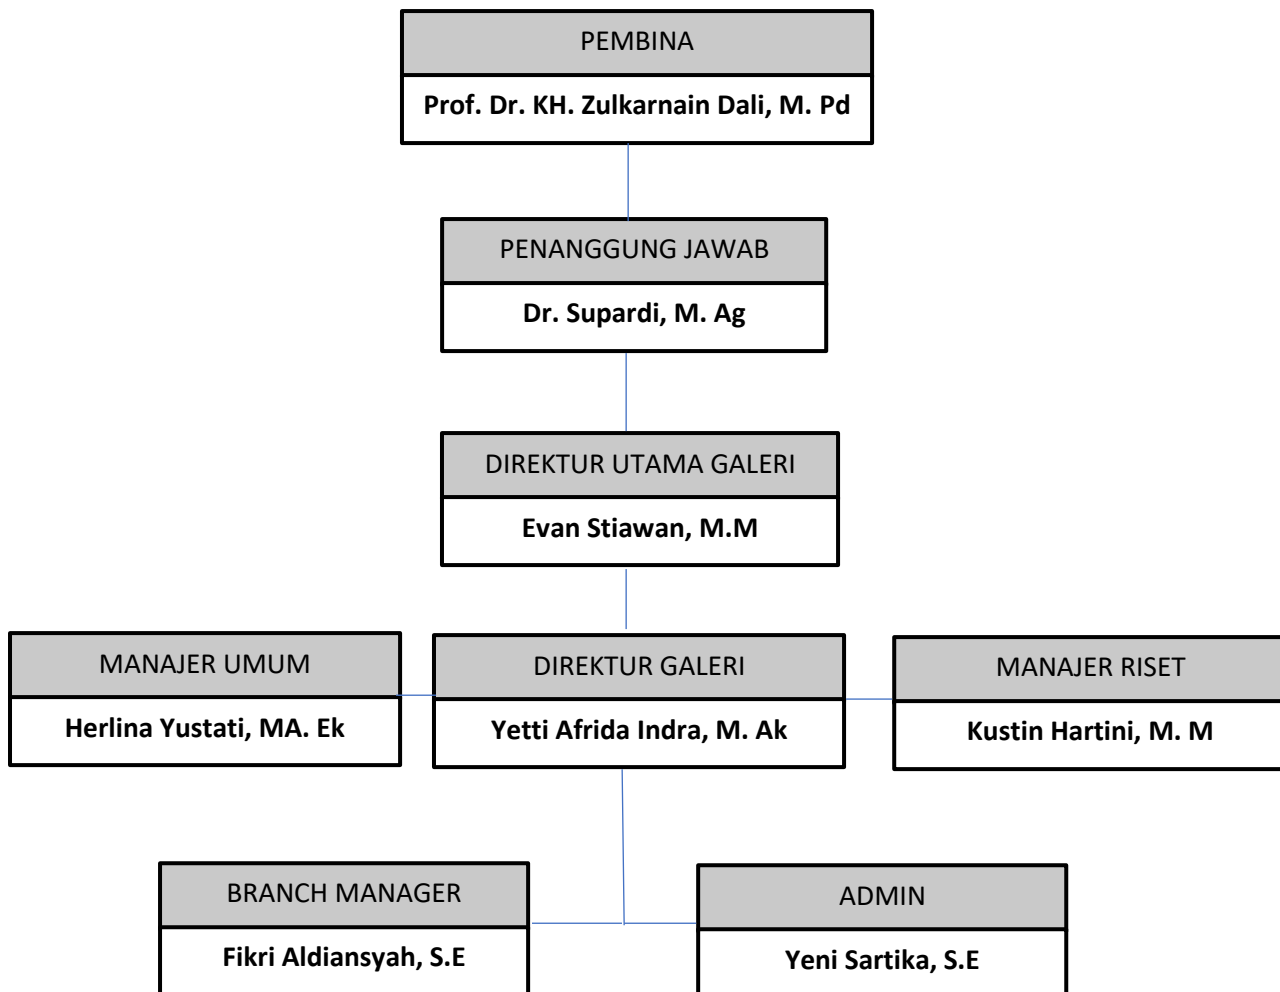 PEMBINA
Prof. Dr. KH. Zulkarnain Dali, M. Pd
PENANGGUNG JAWAB
Dr. Supardi, M. Ag
DIREKTUR UTAMA GALERI
Evan Stiawan, M.M
MANAJER UMUM
Herlina Yustati, MA. Ek
DIREKTUR GALERI
Yetti Afrida Indra, M. Ak
MANAJER RISET
Kustin Hartini, M. M
BRANCH MANAGER
Fikri Aldiansyah, S.E
ADMIN
Yeni Sartika, S.E